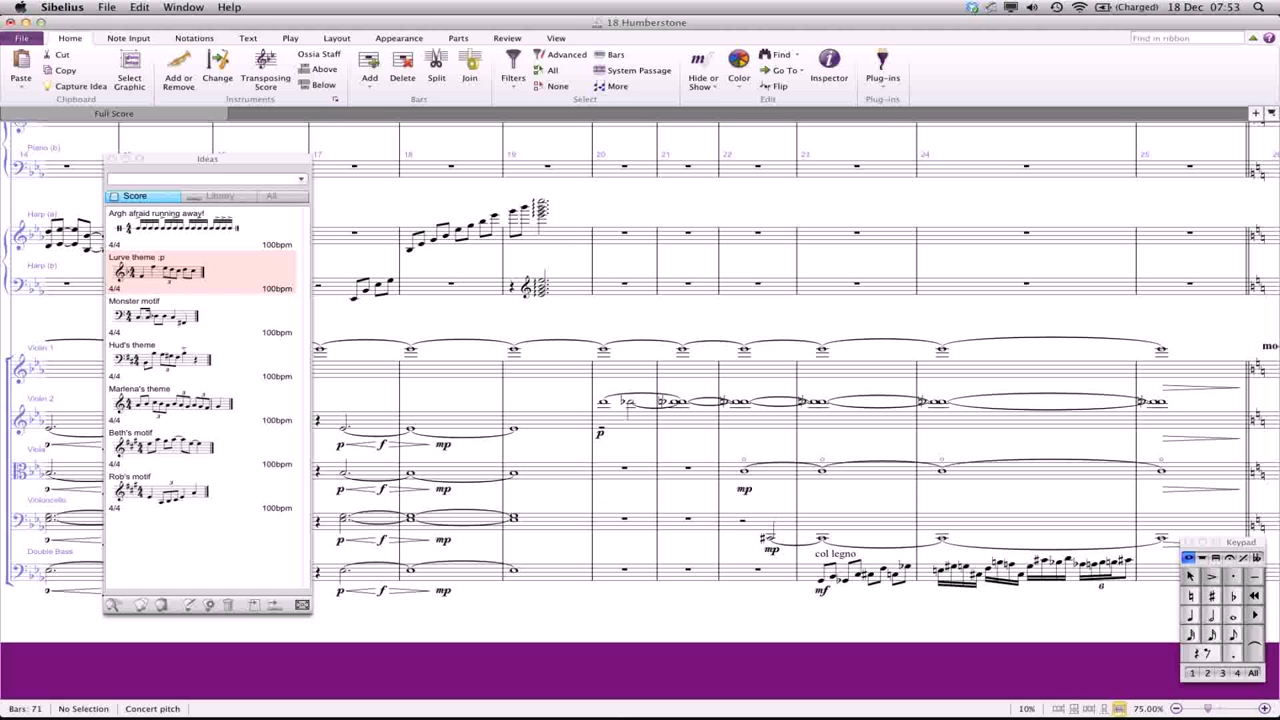 Sibelius File Edit Window Help (Charged) 18 Dec 07:53
18 Humberstone
File Home Note Input Notations Text Play Layout Appearance Parts Review View Find in ribbon
Paste Cut Copy Capture Idea Select Graphic Clipboard
Add or Remove Change Transposing Score Ossia Staff Above Below Instruments
Add Delete Split Join Bars
Filters Advanced All None Bars System Passage More Select
Hide or Show Color Find Go To Flip Inspector Edit
Plug-ins Plug-ins
Full Score
Piano (b)
14 17 18 19 20 21 22 23 24 25
Ideas
Score Library All
Argh afraid running away!
4/4 100bpm
Lurve theme :p
3
4/4 100bpm
Monster motif
4/4 100bpm
Hud's theme
4/4 100bpm
Marlena's theme
4/4 100bpm
Beth's motif
4/4 100bpm
Rob's motif
3
4/4 100bpm
Harp (a)
Harp (b)
Violin 1
mo
Violin 2
p
p f mp
Viola
p f mp mp
Violoncello
p f mp mp
Double Bass
col legno
p f mp mf 6
Keypad
1 2 3 4 All
Bars: 71 No Selection Concert pitch 10% 75.00%